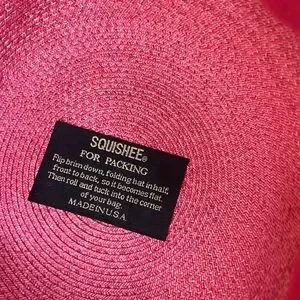 SQUISHEE®
FOR PACKING
Flip brim down, folding hat in half,
front to back, so it becomes flat.
Then roll and tuck into the corner
of your bag.
MADE IN U.S.A.